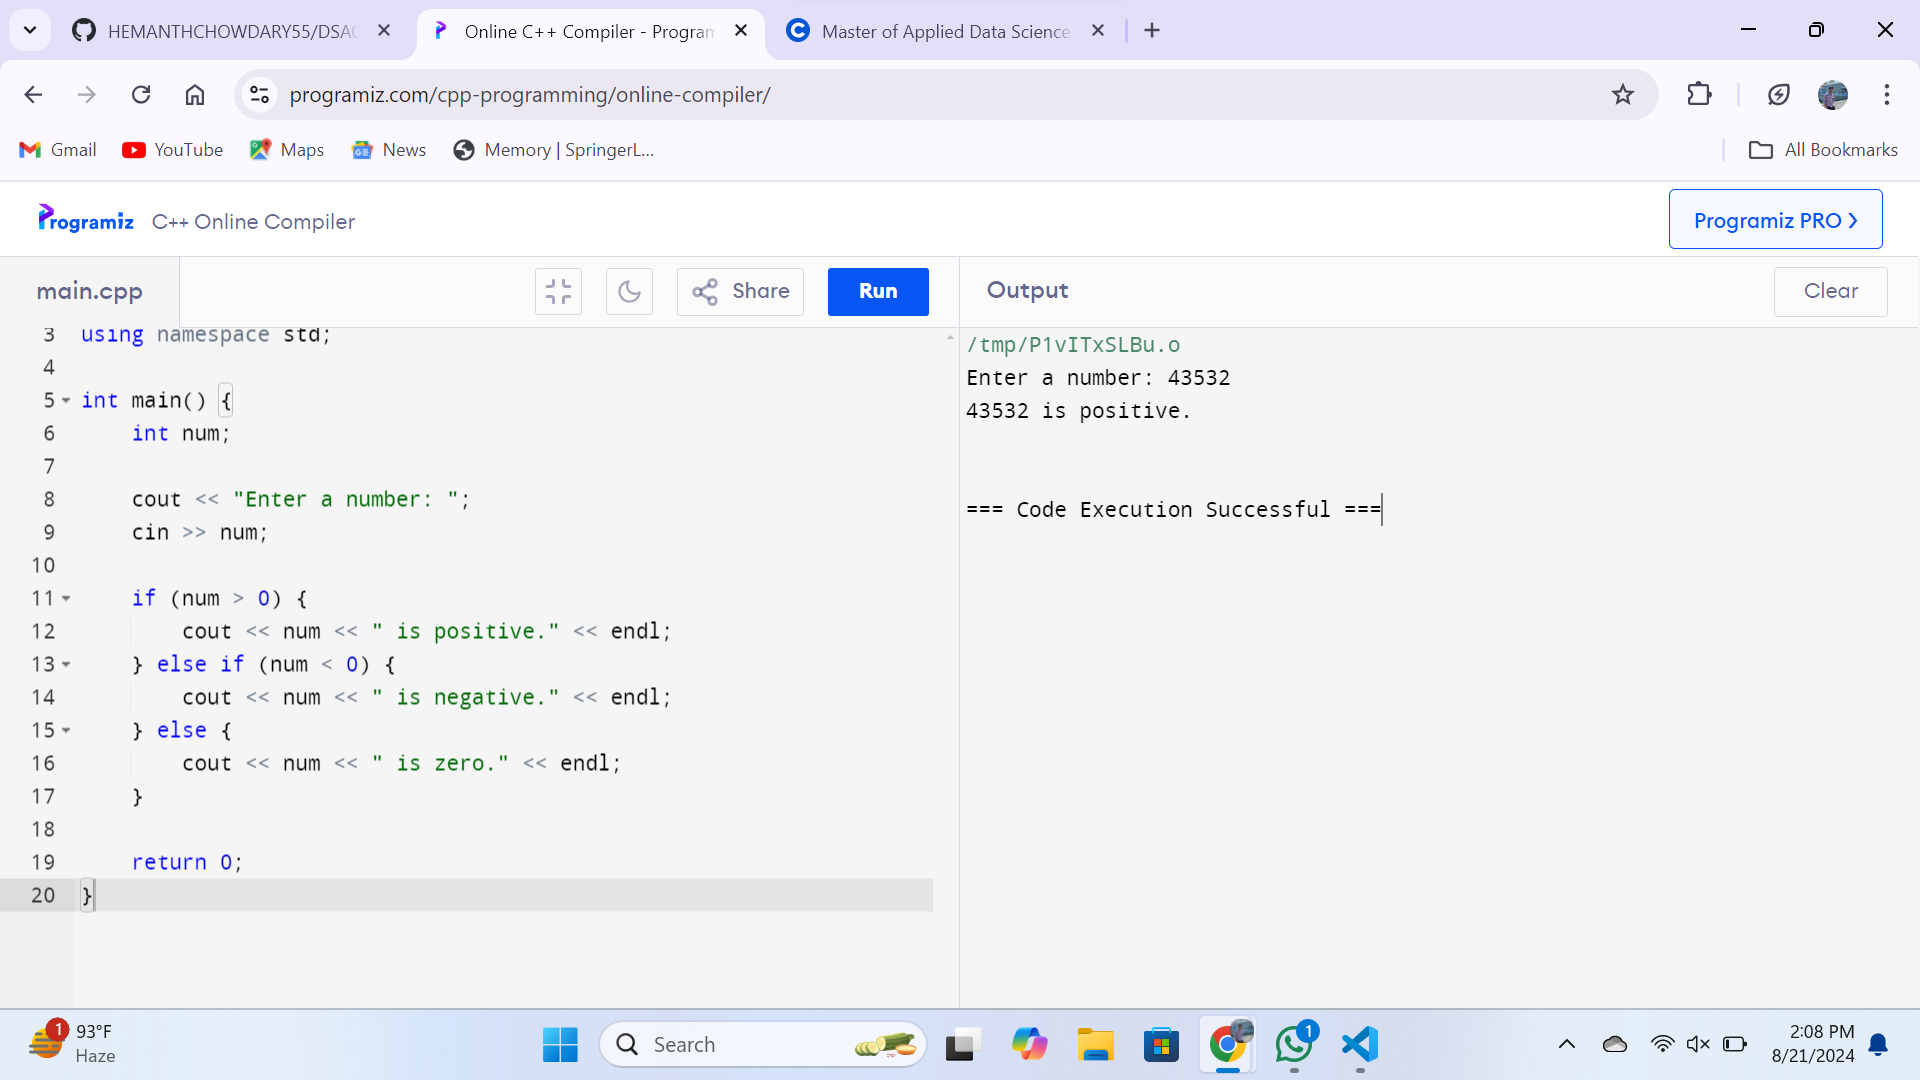 HEMANTHCHOWDARY55/DSA0
Online C++ Compiler - Program
Master of Applied Data Science
programiz.com/cpp-programming/online-compiler/
Gmail
YouTube
Maps
News
Memory | SpringerL...
All Bookmarks
Programiz
C++ Online Compiler
Programiz PRO ›
main.cpp
Share
Run
Output
Clear
3 using namespace std;
4
5 int main() {
6 int num;
7
8 cout << "Enter a number: ";
9 cin >> num;
10
11 if (num > 0) {
12 cout << num << " is positive." << endl;
13 } else if (num < 0) {
14 cout << num << " is negative." << endl;
15 } else {
16 cout << num << " is zero." << endl;
17 }
18
19 return 0;
20 }
/tmp/P1vITxSLBu.o
Enter a number: 43532
43532 is positive.
=== Code Execution Successful ===
1
93°F
Haze
Search
1
2:08 PM
8/21/2024